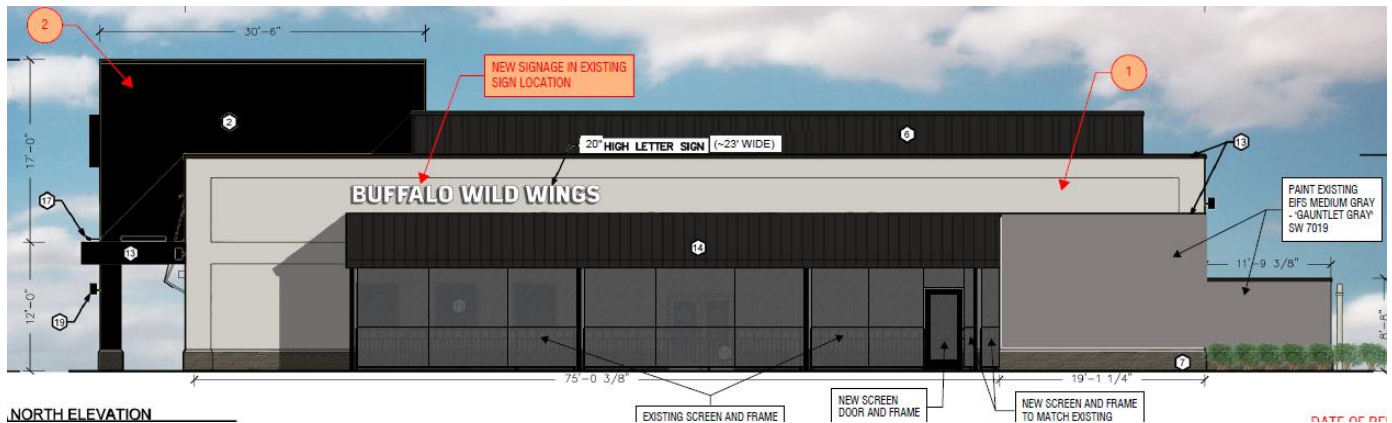 2
30'-6"
NEW SIGNAGE IN EXISTING
SIGN LOCATION
1
2
6
20" HIGH LETTER SIGN (~23' WIDE)
13
17'-0"
BUFFALO WILD WINGS
PAINT EXISTING
EIFS MEDIUM GRAY
- 'GAUNTLET GRAY'
SW 7019
17
13
14
11'-9 3/8"
19
12'-0"
8'-8"
7
75'-0 3/8"
19'-1 1/4"
NORTH ELEVATION
EXISTING SCREEN AND FRAME
NEW SCREEN
DOOR AND FRAME
NEW SCREEN AND FRAME
TO MATCH EXISTING